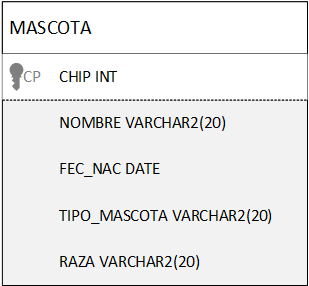 MASCOTA
CP CHIP INT
NOMBRE VARCHAR2(20)
FEC_NAC DATE
TIPO_MASCOTA VARCHAR2(20)
RAZA VARCHAR2(20)